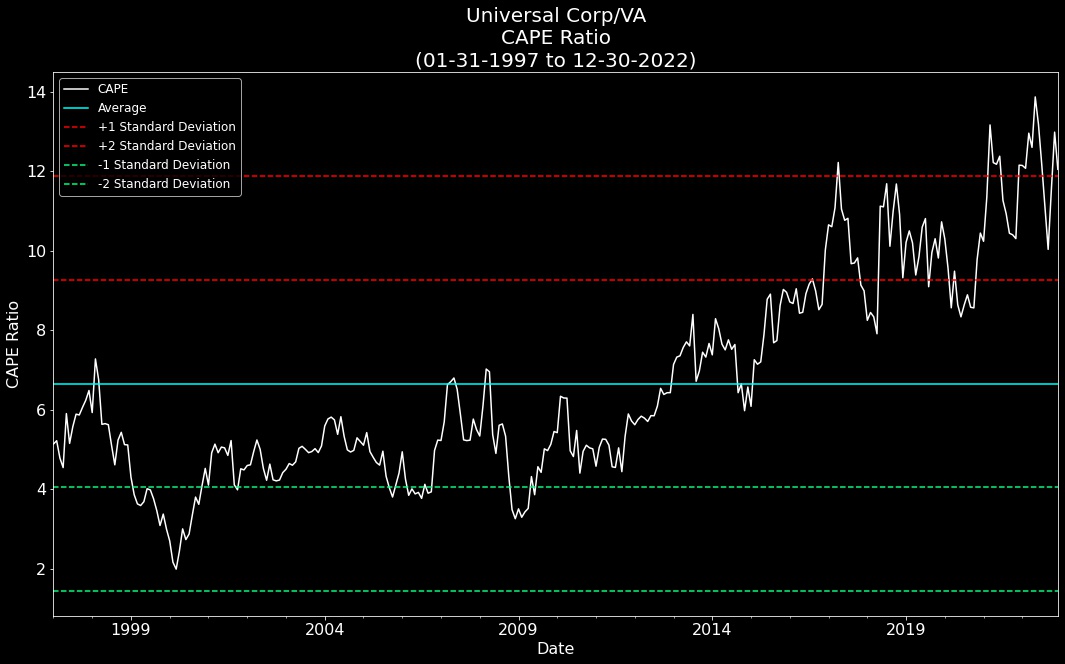 Universal Corp/VA
CAPE Ratio
(01-31-1997 to 12-30-2022)
CAPE
Average
+1 Standard Deviation
+2 Standard Deviation
-1 Standard Deviation
-2 Standard Deviation
CAPE Ratio
14
12
10
8
6
4
2
1999 2004 2009 2014 2019
Date